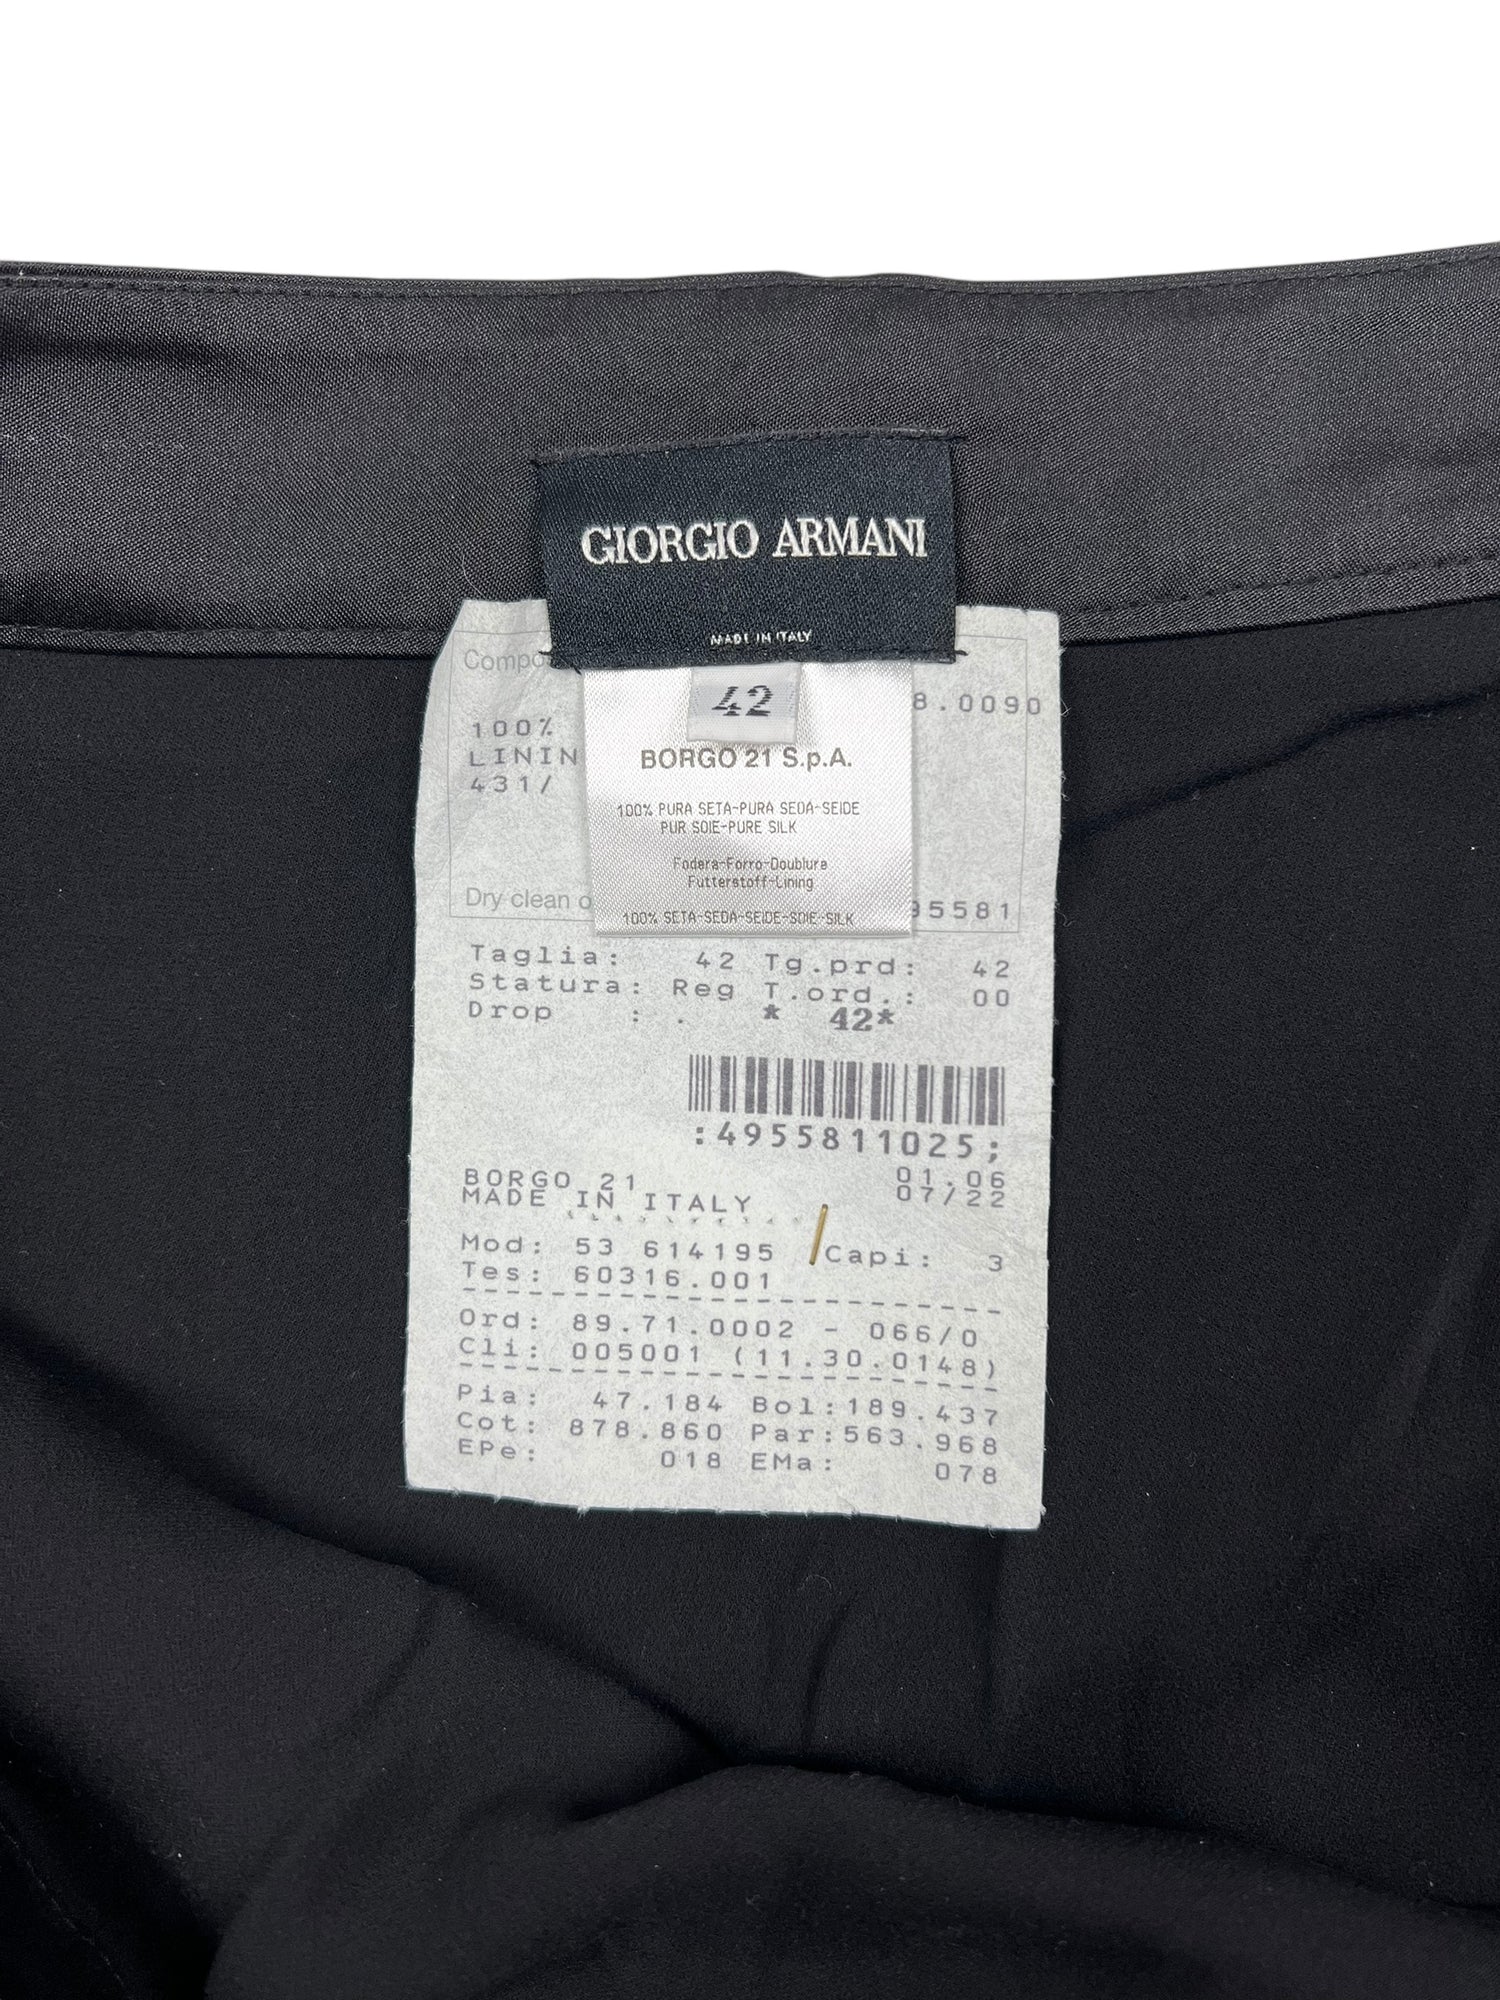 GIORGIO ARMANI
MADE IN ITALY
42
BORGO 21 S.p.A.
100% PURA SETA-PURA SEDA-SEIDE
PUR SOIE-PURE SILK
Fodera-Forro-Doublure
Futterstoff-Lining
100% SETA-SEDA-SEIDE-SOIE-SILK
Compo
8.0090
100%
LININ
431/
Dry clean o
95581
Taglia: 42 Tg.prd: 42
Statura: Reg T.ord.: 00
Drop : . * 42*
:4955811025;
BORGO 21 01.06
MADE IN ITALY 07/22
Mod: 53 614195 /Capi: 3
Tes: 60316.001
Ord: 89.71.0002 - 066/0
Cli: 005001 (11.30.0148)
Pia: 47.184 Bol:189.437
Cot: 878.860 Par:563.968
EPe: 018 EMa: 078